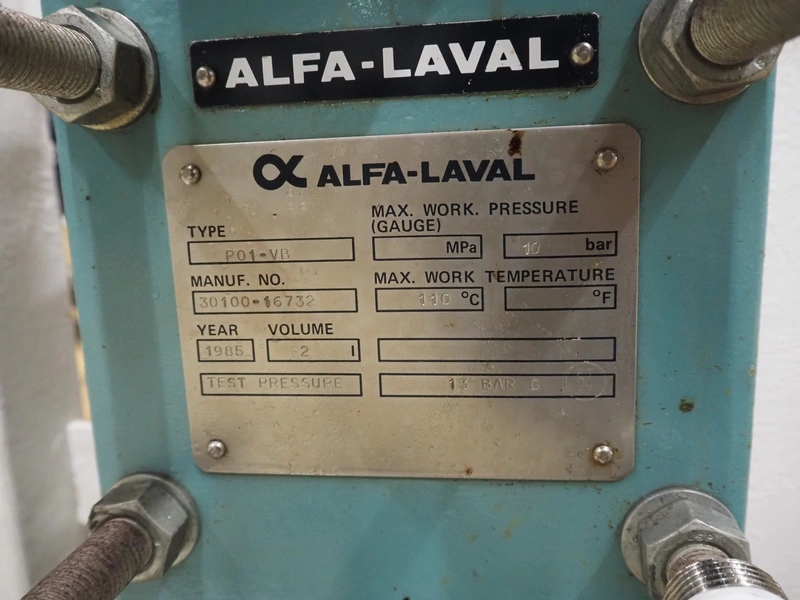 ALFA-LAVAL
ALFA-LAVAL
TYPE
P01-VB
MAX. WORK. PRESSURE
(GAUGE)
MPa
10 bar
MANUF. NO.
30100-16732
MAX. WORK TEMPERATURE
110 °C
°F
YEAR
1985
VOLUME
2 l
TEST PRESSURE
13 BAR G